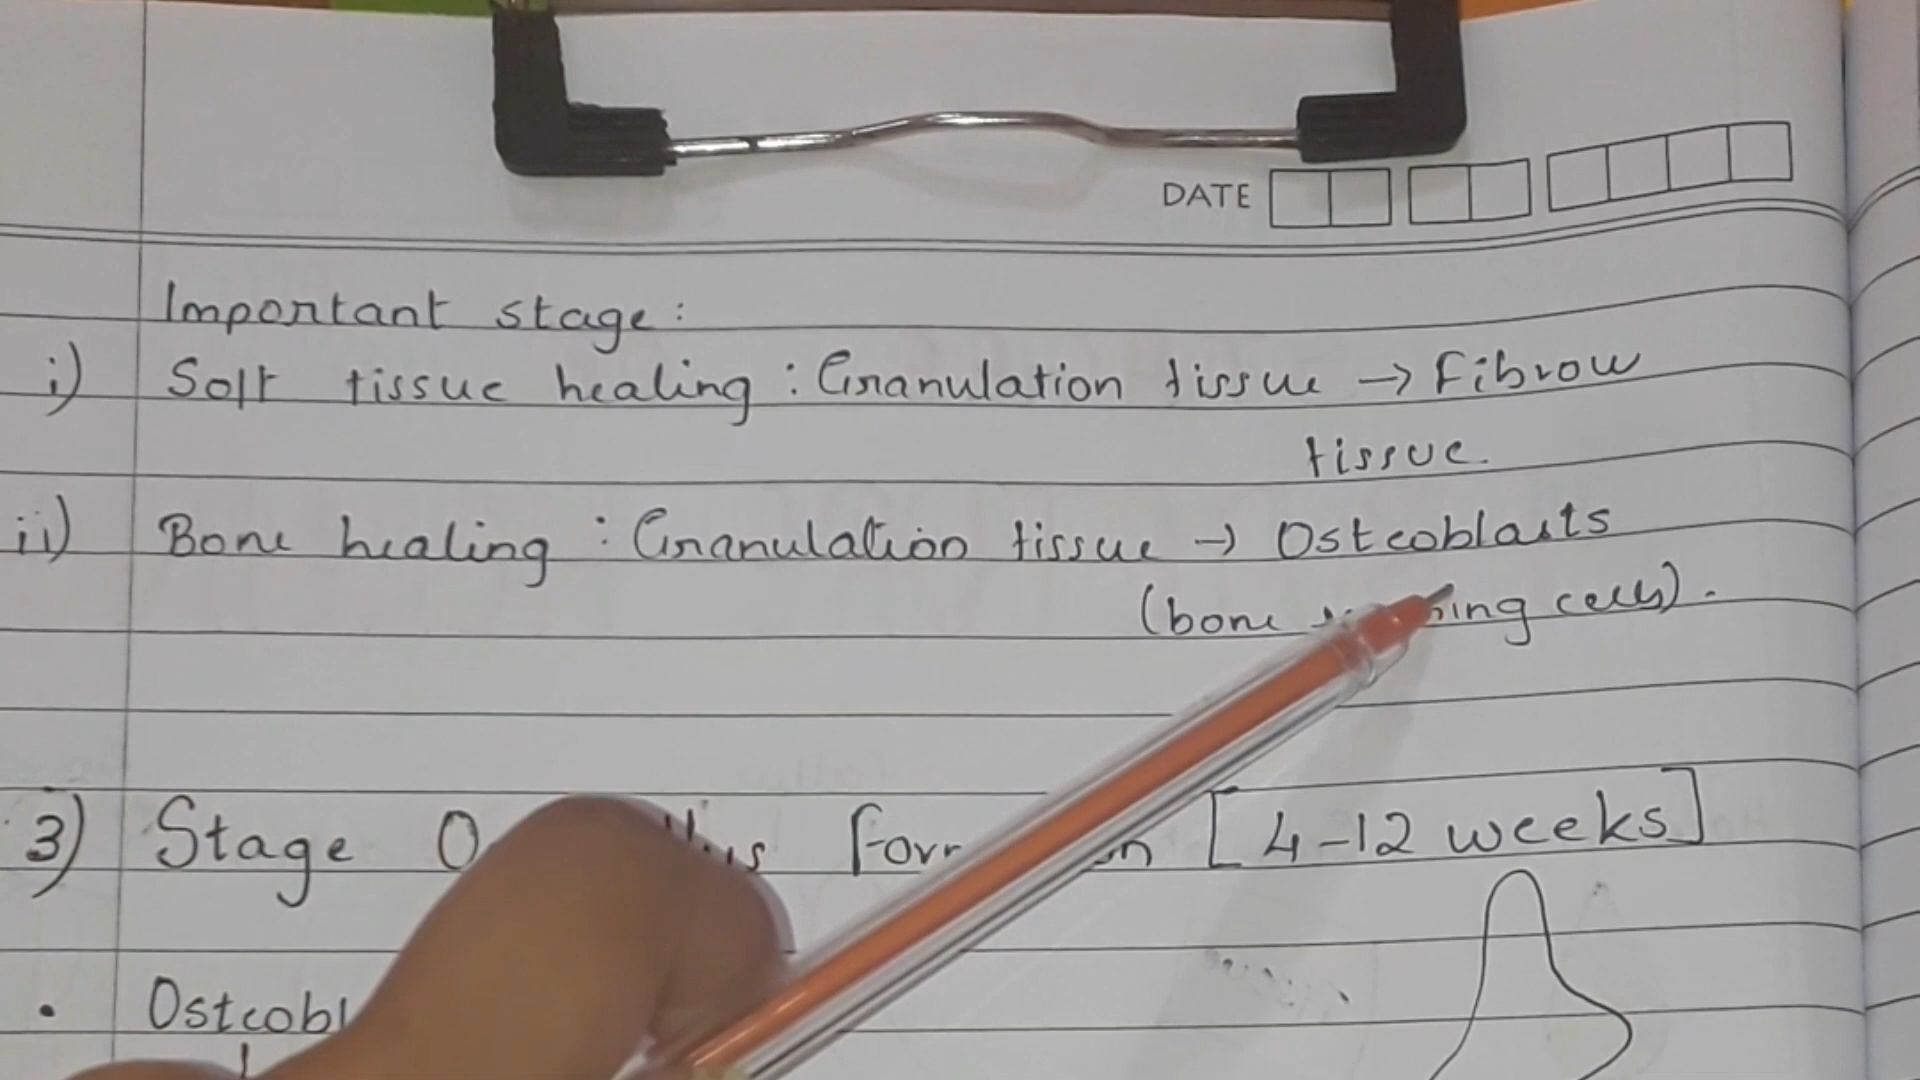 DATE
Important stage:
i) Soft tissue healing : Granulation tissue → Fibrow
tissue.
ii) Bone healing : Granulation tissue → Osteoblasts
(bone cells).
3) Stage [4-12 weeks]
•